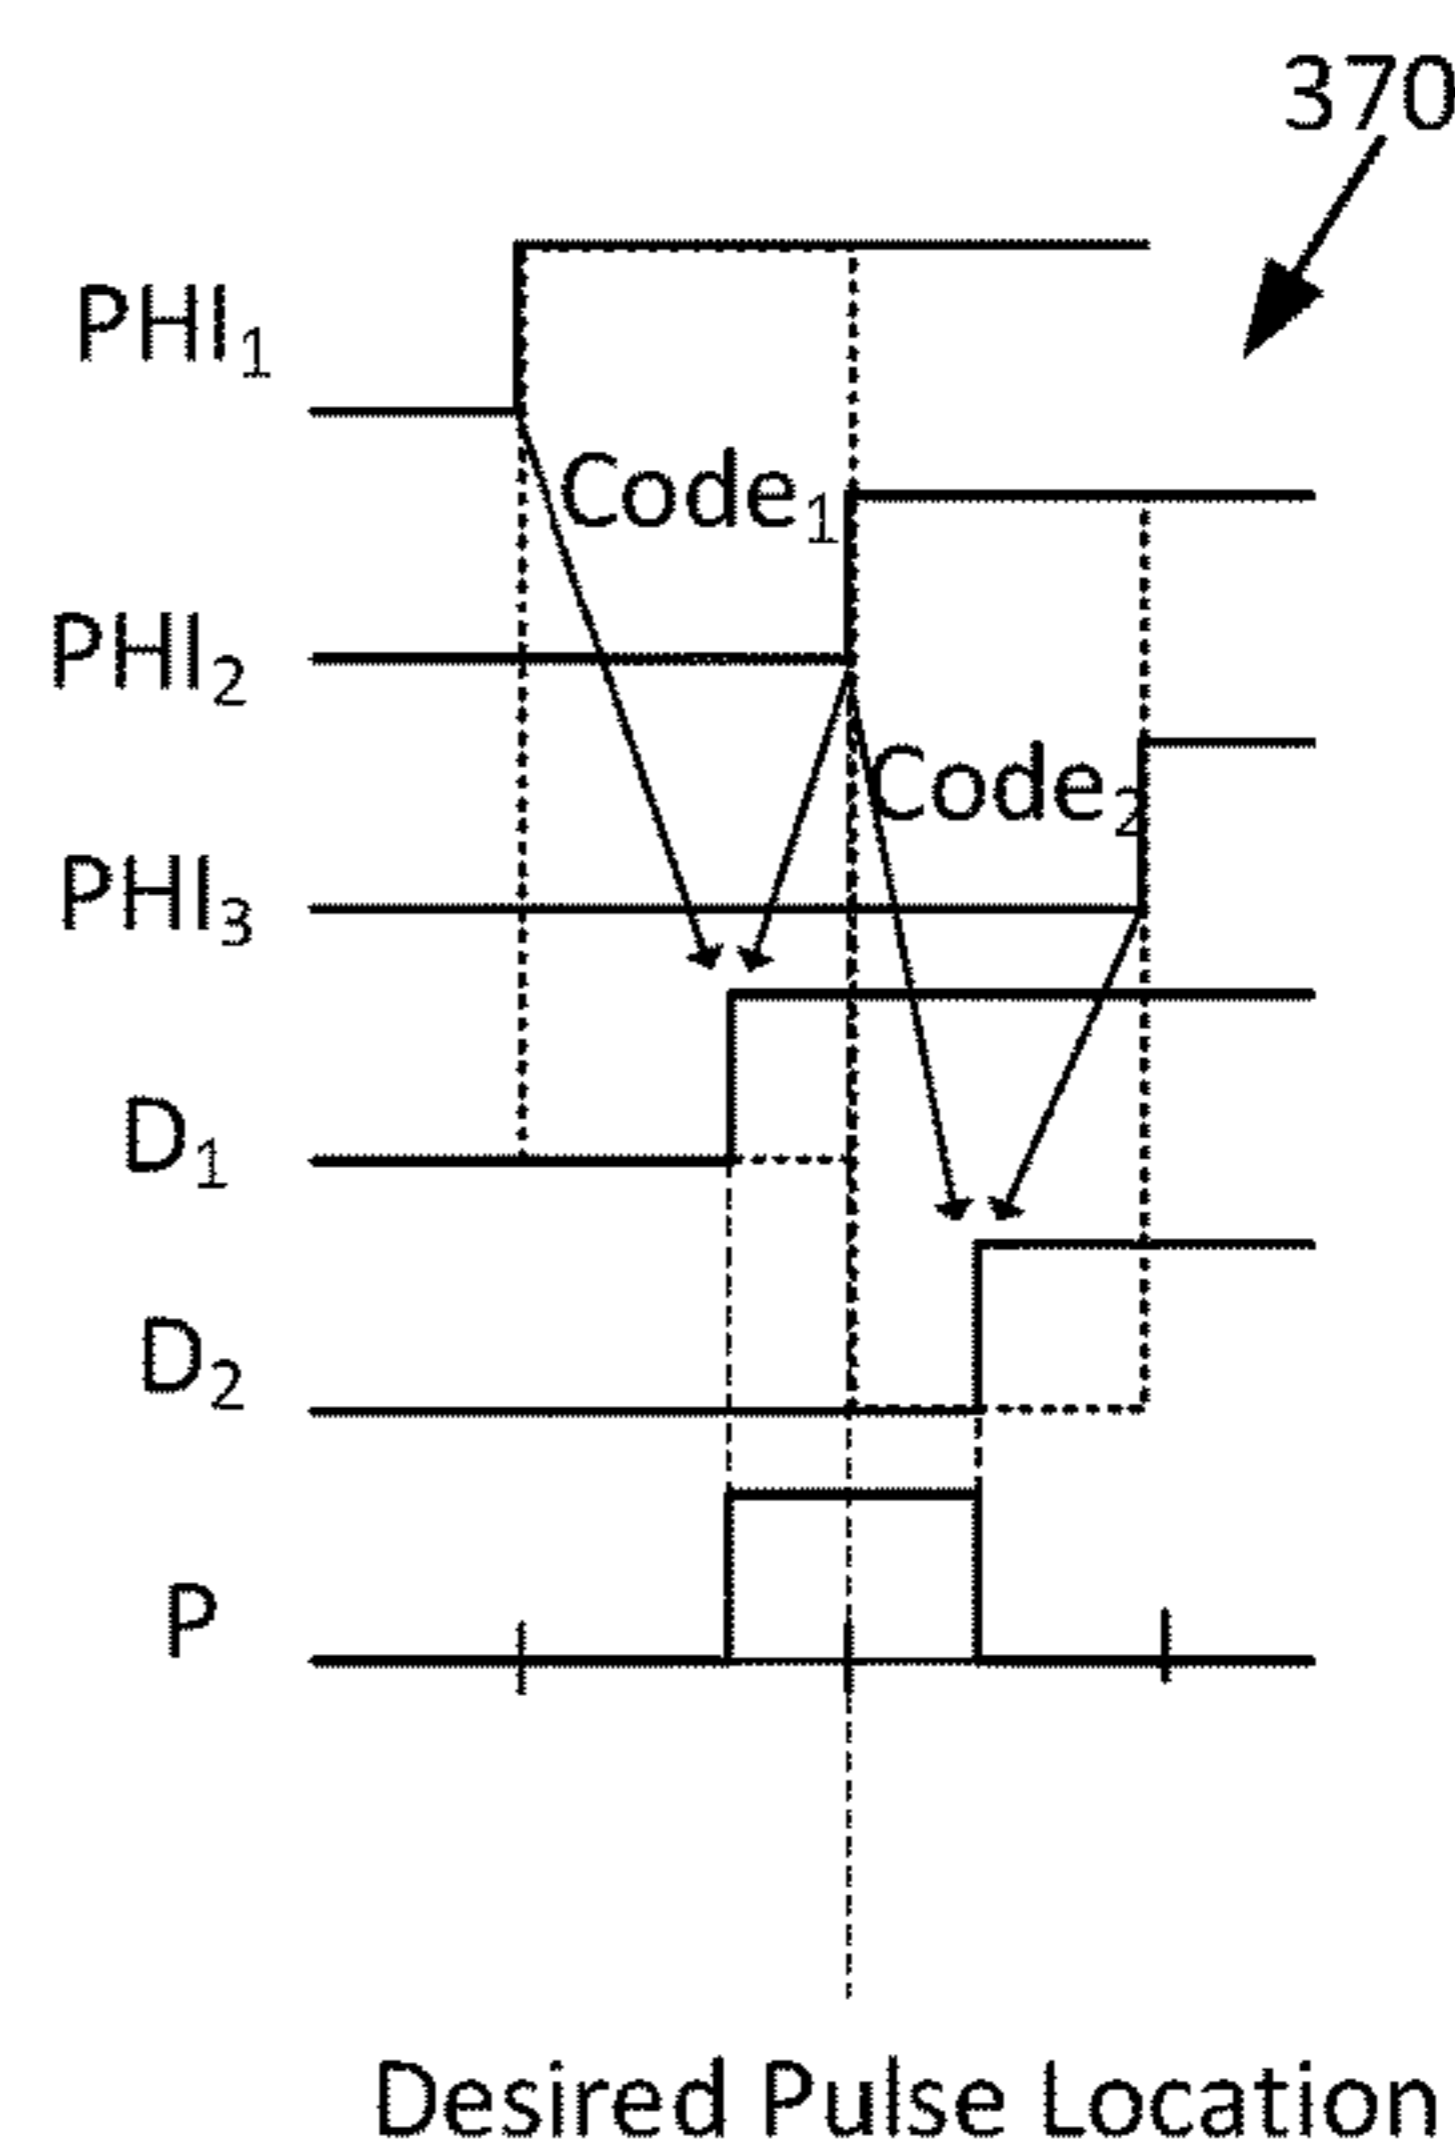 370
PHI₁
Code₁
PHI₂
Code₂
PHI₃
D₁
D₂
P
Desired Pulse Location